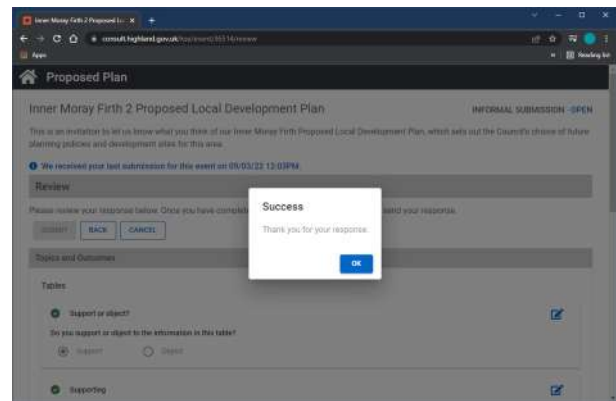 Inner Moray Firth 2 Proposed Lo
consult.highland.gov.uk
Apps
Reading list
Proposed Plan
Inner Moray Firth 2 Proposed Local Development Plan
INFORMAL SUBMISSION -OPEN
This is an invitation to let us know what you think of our Inner Moray Firth Proposed Local Development Plan, which sets out the Council's choice of future
planning policies and development sites for this area.
We received your last submission for this event on 09/03/22 12:03PM.
Review
Please review your response below. Once you have complete send your response.
SUBMIT BACK CANCEL
Success
Thank you for your response.
OK
Topics and Outcomes
Tables
Support or object?
Do you support or object to the information in this table?
Support Object
Supporting